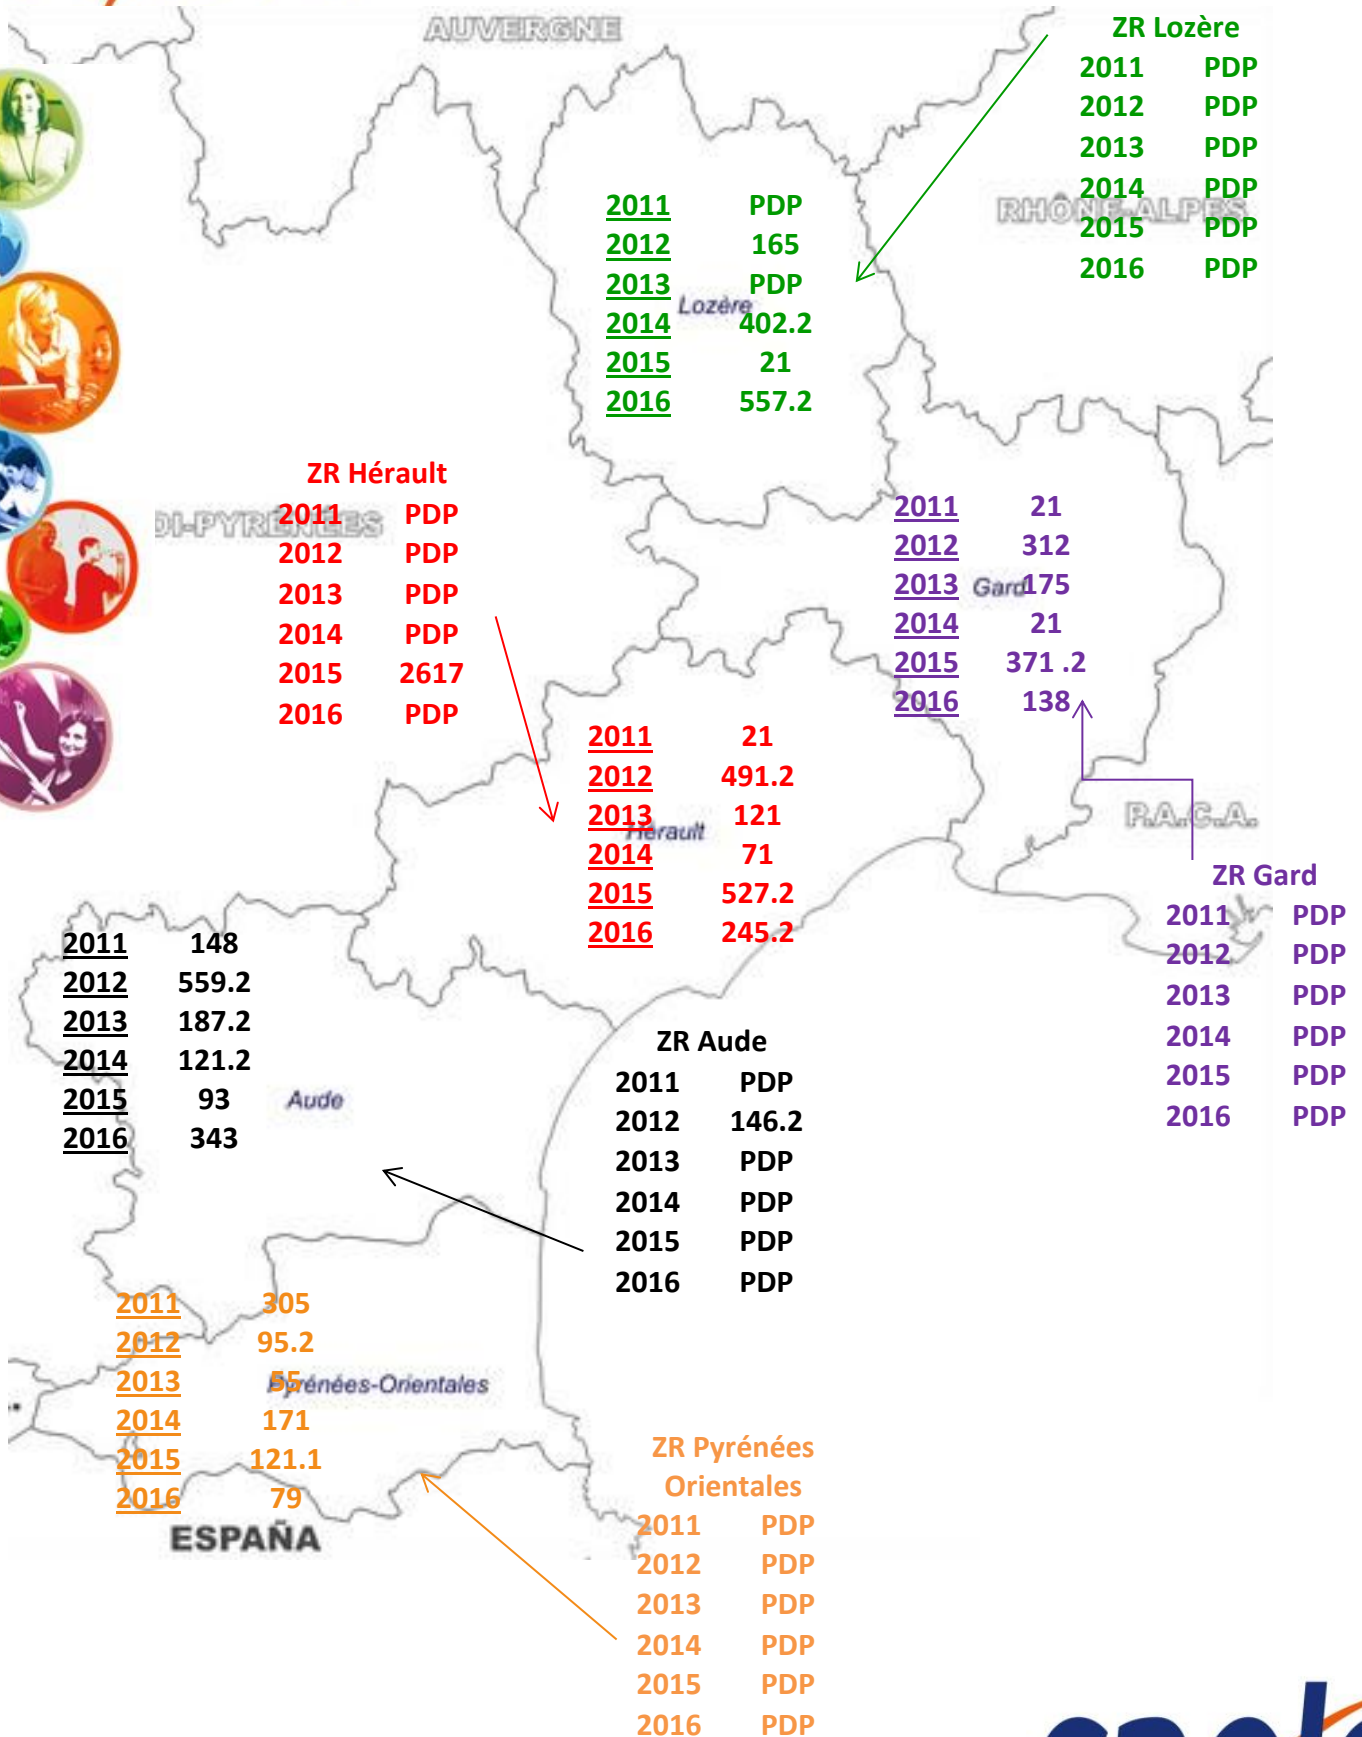 AUVERGNE
ZR Lozère
2011 PDP
2012 PDP
2013 PDP
2014 PDP
RHÔNE-ALPES
2015 PDP
2016 PDP
2011 PDP
2012 165
2013 PDP
Lozère
2014 402.2
2015 21
2016 557.2
ZR Hérault
2011 PDP
DI-PYRÉNÉES
2012 PDP
2013 PDP
2014 PDP
2015 2617
2016 PDP
2011 21
2012 312
2013 175
Gard
2014 21
2015 371 .2
2016 138
2011 21
2012 491.2
2013 121
Hérault
2014 71
2015 527.2
2016 245.2
P.A.C.A.
ZR Gard
2011 PDP
2012 PDP
2013 PDP
2014 PDP
2015 PDP
2016 PDP
2011 148
2012 559.2
2013 187.2
2014 121.2
2015 93
Aude
2016 343
ZR Aude
2011 PDP
2012 146.2
2013 PDP
2014 PDP
2015 PDP
2016 PDP
2011 305
2012 95.2
2013 55
Pyrénées-Orientales
2014 171
2015 121.1
2016 79
ESPAÑA
ZR Pyrénées
Orientales
2011 PDP
2012 PDP
2013 PDP
2014 PDP
2015 PDP
2016 PDP